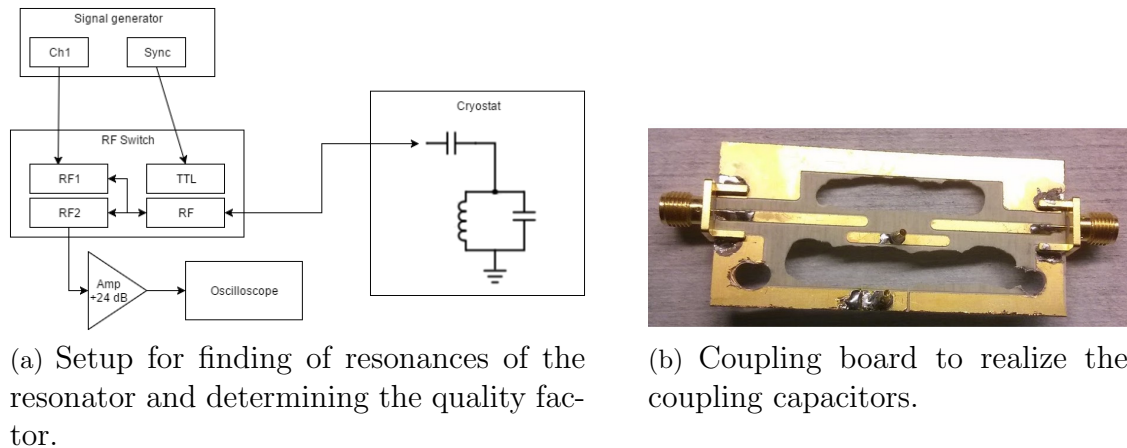 Signal generator
Ch1
Sync
RF Switch
RF1
TTL
RF2
RF
Amp
+24 dB
Oscilloscope
Cryostat
(a) Setup for finding of resonances of the
resonator and determining the quality fac-
tor.
(b) Coupling board to realize the
coupling capacitors.